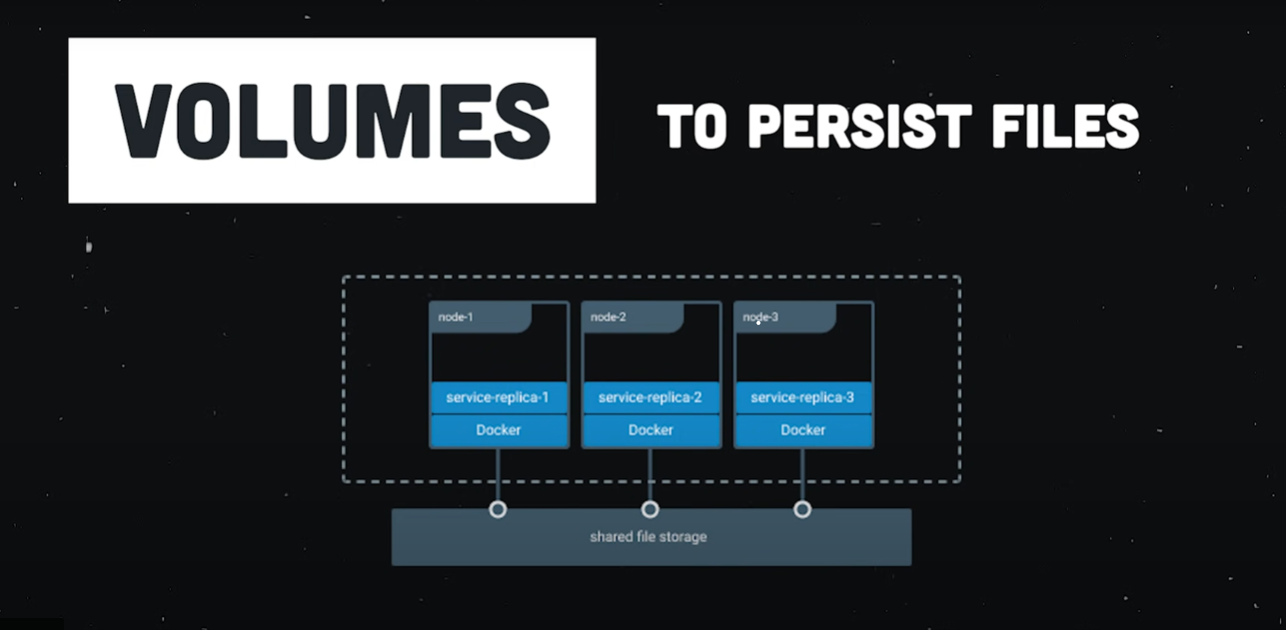 VOLUMES
TO PERSIST FILES
node-1
node-2
node-3
service-replica-1
service-replica-2
service-replica-3
Docker
Docker
Docker
shared file storage